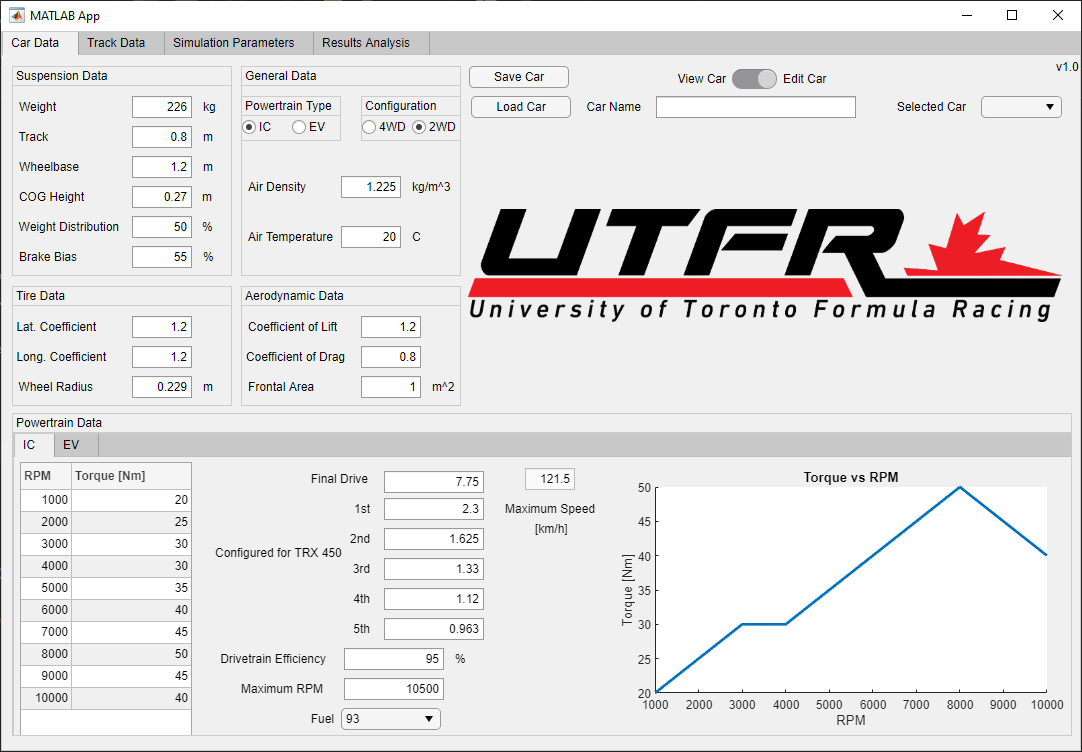 MATLAB App
Car Data Track Data Simulation Parameters Results Analysis
v1.0
Suspension Data
Weight 226 kg
Track 0.8 m
Wheelbase 1.2 m
COG Height 0.27 m
Weight Distribution 50 %
Brake Bias 55 %
General Data
Powertrain Type
IC EV
Configuration
4WD 2WD
Air Density 1.225 kg/m^3
Air Temperature 20 C
Save Car
Load Car
View Car Edit Car
Car Name
Selected Car
UTFR
University of Toronto Formula Racing
Tire Data
Lat. Coefficient 1.2
Long. Coefficient 1.2
Wheel Radius 0.229 m
Aerodynamic Data
Coefficient of Lift 1.2
Coefficient of Drag 0.8
Frontal Area 1 m^2
Powertrain Data
IC EV
RPM Torque [Nm]
1000 20
2000 25
3000 30
4000 30
5000 35
6000 40
7000 45
8000 50
9000 45
10000 40
Configured for TRX 450
Final Drive 7.75
1st 2.3
2nd 1.625
3rd 1.33
4th 1.12
5th 0.963
Drivetrain Efficiency 95 %
Maximum RPM 10500
Fuel 93
121.5
Maximum Speed
[km/h]
Torque vs RPM
Torque [Nm]
50
45
40
35
30
25
20
1000 2000 3000 4000 5000 6000 7000 8000 9000 10000
RPM